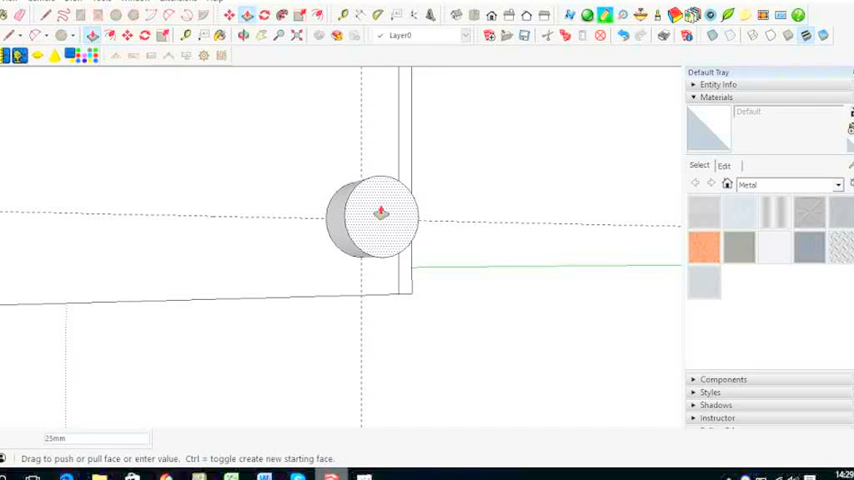 Layer0
Default Tray
Entity Info
Materials
Default
Select Edit
Metal
Components
Styles
Shadows
Instructor
25mm
Drag to push or pull face or enter value. Ctrl = toggle create new starting face.
14:29